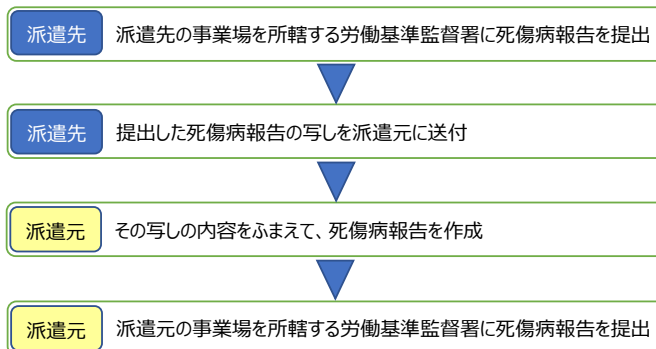 派遣先 派遣先の事業場を所轄する労働基準監督署に死傷病報告を提出
派遣先 提出した死傷病報告の写しを派遣元に送付
派遣元 その写しの内容をふまえて、死傷病報告を作成
派遣元 派遣元の事業場を所轄する労働基準監督署に死傷病報告を提出